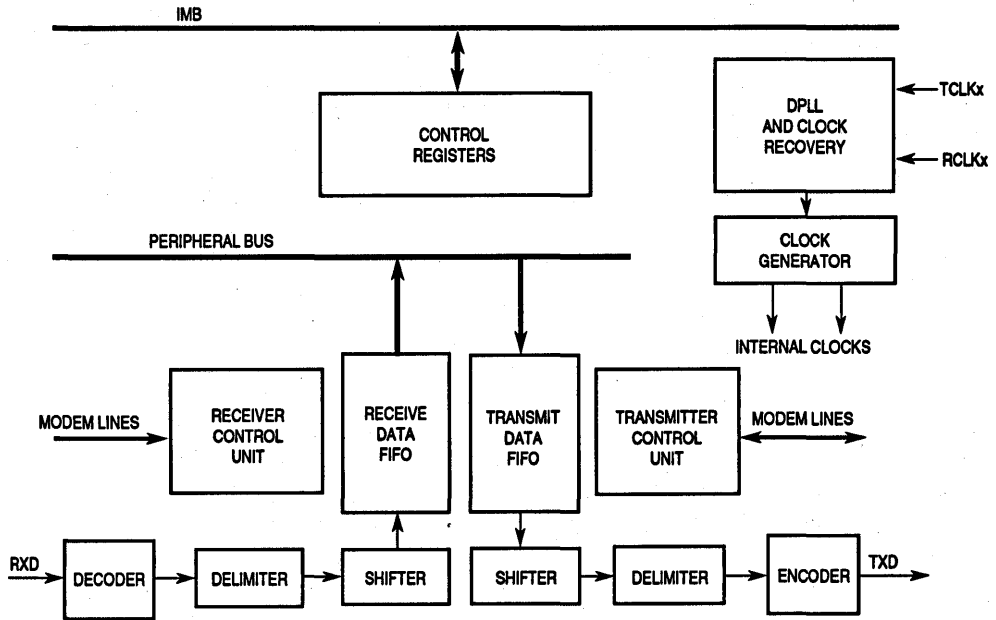 IMB
CONTROL
REGISTERS
DPLL
AND CLOCK
RECOVERY
TCLKx
RCLKx
CLOCK
GENERATOR
INTERNAL CLOCKS
PERIPHERAL BUS
MODEM LINES
RECEIVER
CONTROL
UNIT
RECEIVE
DATA
FIFO
TRANSMIT
DATA
FIFO
TRANSMITTER
CONTROL
UNIT
MODEM LINES
RXD
DECODER
DELIMITER
SHIFTER
SHIFTER
DELIMITER
ENCODER
TXD